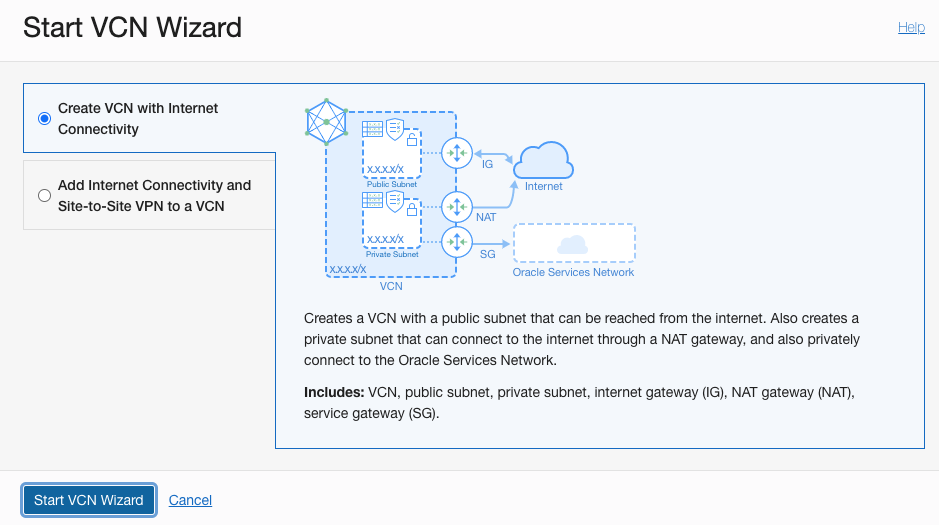 Start VCN Wizard
Help
Create VCN with Internet
Connectivity
Add Internet Connectivity and
Site-to-Site VPN to a VCN
X.X.X.X/X
Public Subnet
IG
Internet
X.X.X.X/X
Private Subnet
NAT
SG
X.X.X.X/X
Oracle Services Network
VCN
Creates a VCN with a public subnet that can be reached from the internet. Also creates a
private subnet that can connect to the internet through a NAT gateway, and also privately
connect to the Oracle Services Network.
Includes: VCN, public subnet, private subnet, internet gateway (IG), NAT gateway (NAT),
service gateway (SG).
Start VCN Wizard
Cancel